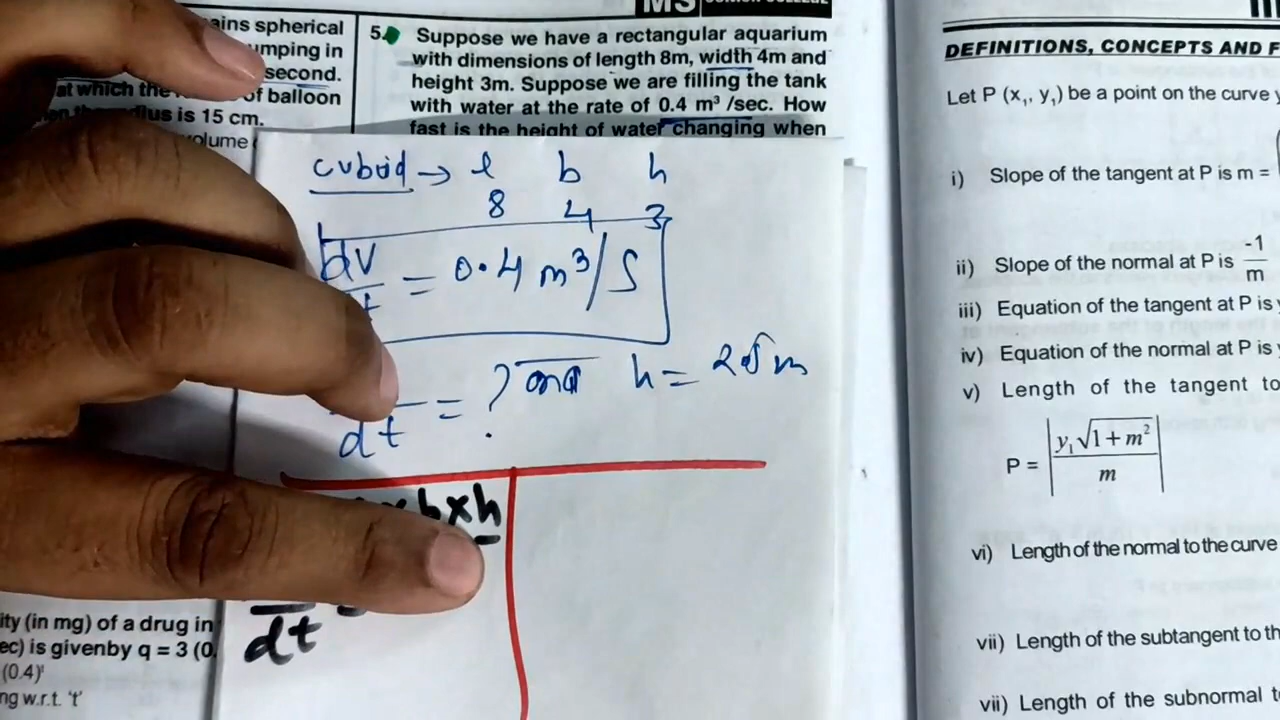 MS
ains spherical
umping in
second.
at which the
of balloon
dius is 15 cm.
olume
5. Suppose we have a rectangular aquarium
with dimensions of length 8m, width 4m and
height 3m. Suppose we are filling the tank
with water at the rate of 0.4 m³ /sec. How
fast is the height of water changing when
cuboid → l b h
8 4 3
dV
= 0.4 m³/S
= ? h = 2.5 m
dt
b×h
dt
ity (in mg) of a drug in
ec) is givenby q = 3 (0.
(0.4)ᵗ
ng w.r.t. 't'
DEFINITIONS, CONCEPTS AND F
Let P (x₁, y₁) be a point on the curve y
i) Slope of the tangent at P is m =
ii) Slope of the normal at P is -1/m
iii) Equation of the tangent at P is y
iv) Equation of the normal at P is y
v) Length of the tangent to
P = |y₁√1+m²/m|
vi) Length of the normal to the curve
vii) Length of the subtangent to th
vii) Length of the subnormal t